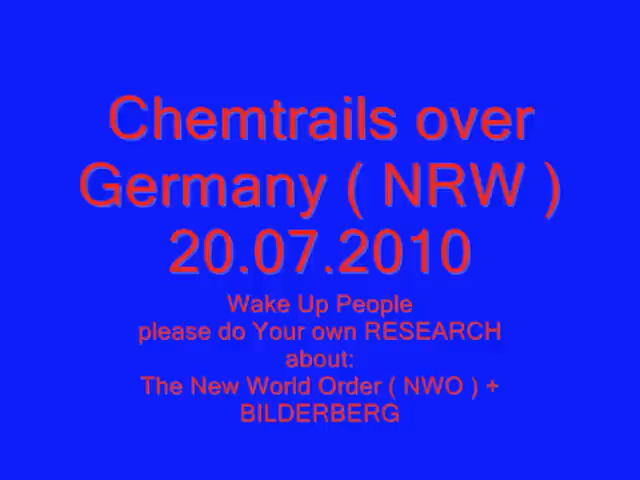 Chemtrails over
Germany ( NRW )
20.07.2010
Wake Up People
please do Your own RESEARCH
about:
The New World Order ( NWO ) +
BILDERBERG